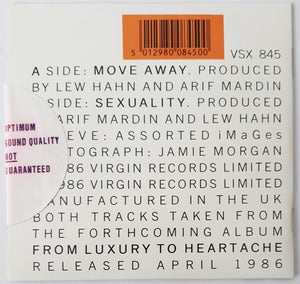 5 012980 084500
VSX 845
A SIDE: MOVE AWAY. PRODUCED
BY LEW HAHN AND ARIF MARDIN
SIDE: SEXUALITY. PRODUCED
ARIF MARDIN AND LEW HAHN
EVE: ASSORTED iMaGes
OTOGRAPH: JAMIE MORGAN
986 VIRGIN RECORDS LIMITED
986 VIRGIN RECORDS LIMITED
MANUFACTURED IN THE UK
BOTH TRACKS TAKEN FROM
THE FORTHCOMING ALBUM
FROM LUXURY TO HEARTACHE
RELEASED APRIL 1986
OPTIMUM
SOUND QUALITY
NOT
GUARANTEED